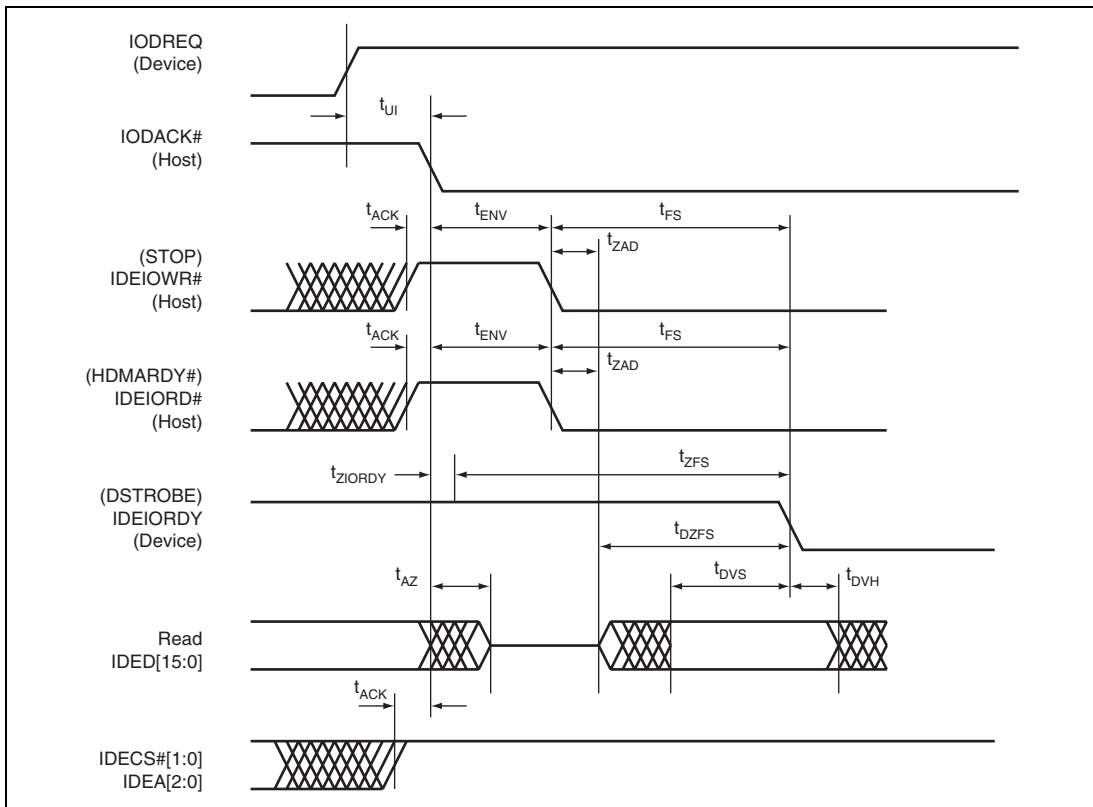 IODREQ
(Device)
tUI
IODACK#
(Host)
tACK
tENV
tFS
tZAD
(STOP)
IDEIOWR#
(Host)
tACK
tENV
tFS
tZAD
(HDMARDY#)
IDEIORD#
(Host)
tZIORDY
tZFS
(DSTROBE)
IDEIORDY
(Device)
tDZFS
tAZ
tDVS
tDVH
Read
IDED[15:0]
tACK
IDECS#[1:0]
IDEA[2:0]